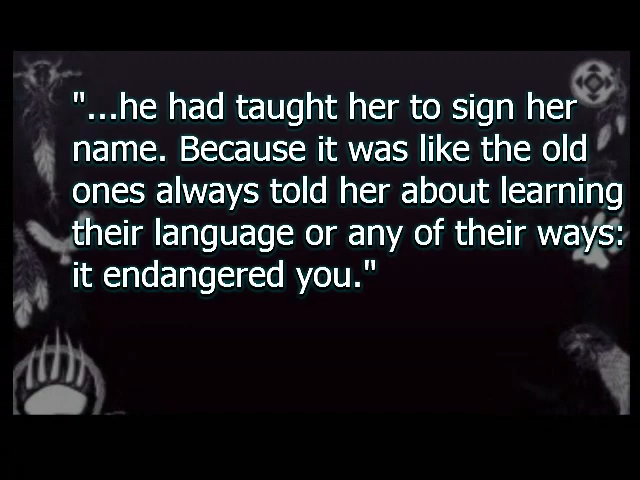 "...he had taught her to sign her
name. Because it was like the old
ones always told her about learning
their language or any of their ways:
it endangered you."